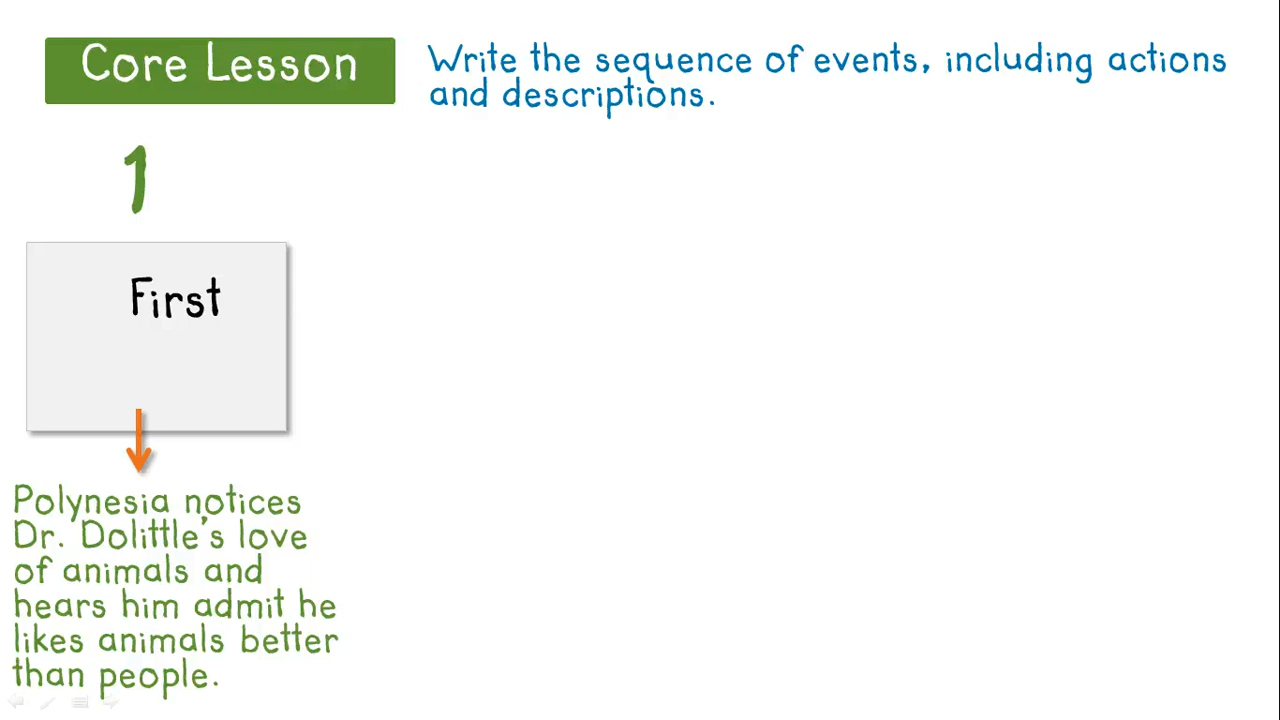 Core Lesson
Write the sequence of events, including actions
and descriptions.
1
First
Polynesia notices
Dr. Dolittle's love
of animals and
hears him admit he
likes animals better
than people.